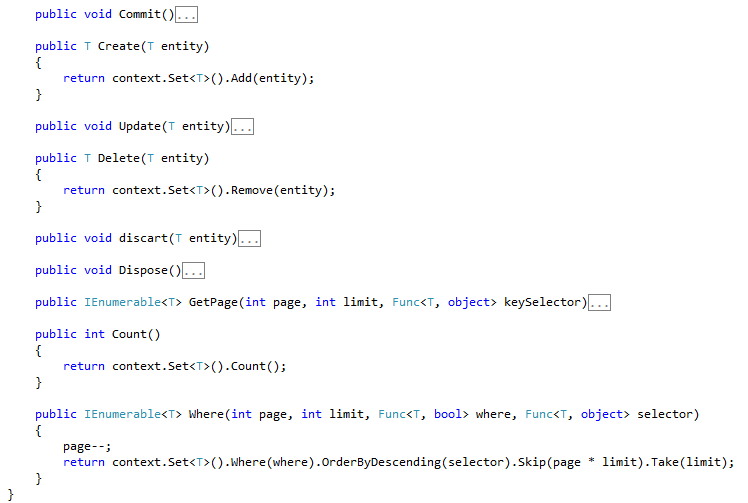 public void Commit()...
public T Create(T entity)
{
return context.Set<T>().Add(entity);
}
public void Update(T entity)...
public T Delete(T entity)
{
return context.Set<T>().Remove(entity);
}
public void discart(T entity)...
public void Dispose()...
public IEnumerable<T> GetPage(int page, int limit, Func<T, object> keySelector)...
public int Count()
{
return context.Set<T>().Count();
}
public IEnumerable<T> Where(int page, int limit, Func<T, bool> where, Func<T, object> selector)
{
page--;
return context.Set<T>().Where(where).OrderByDescending(selector).Skip(page * limit).Take(limit);
}
}